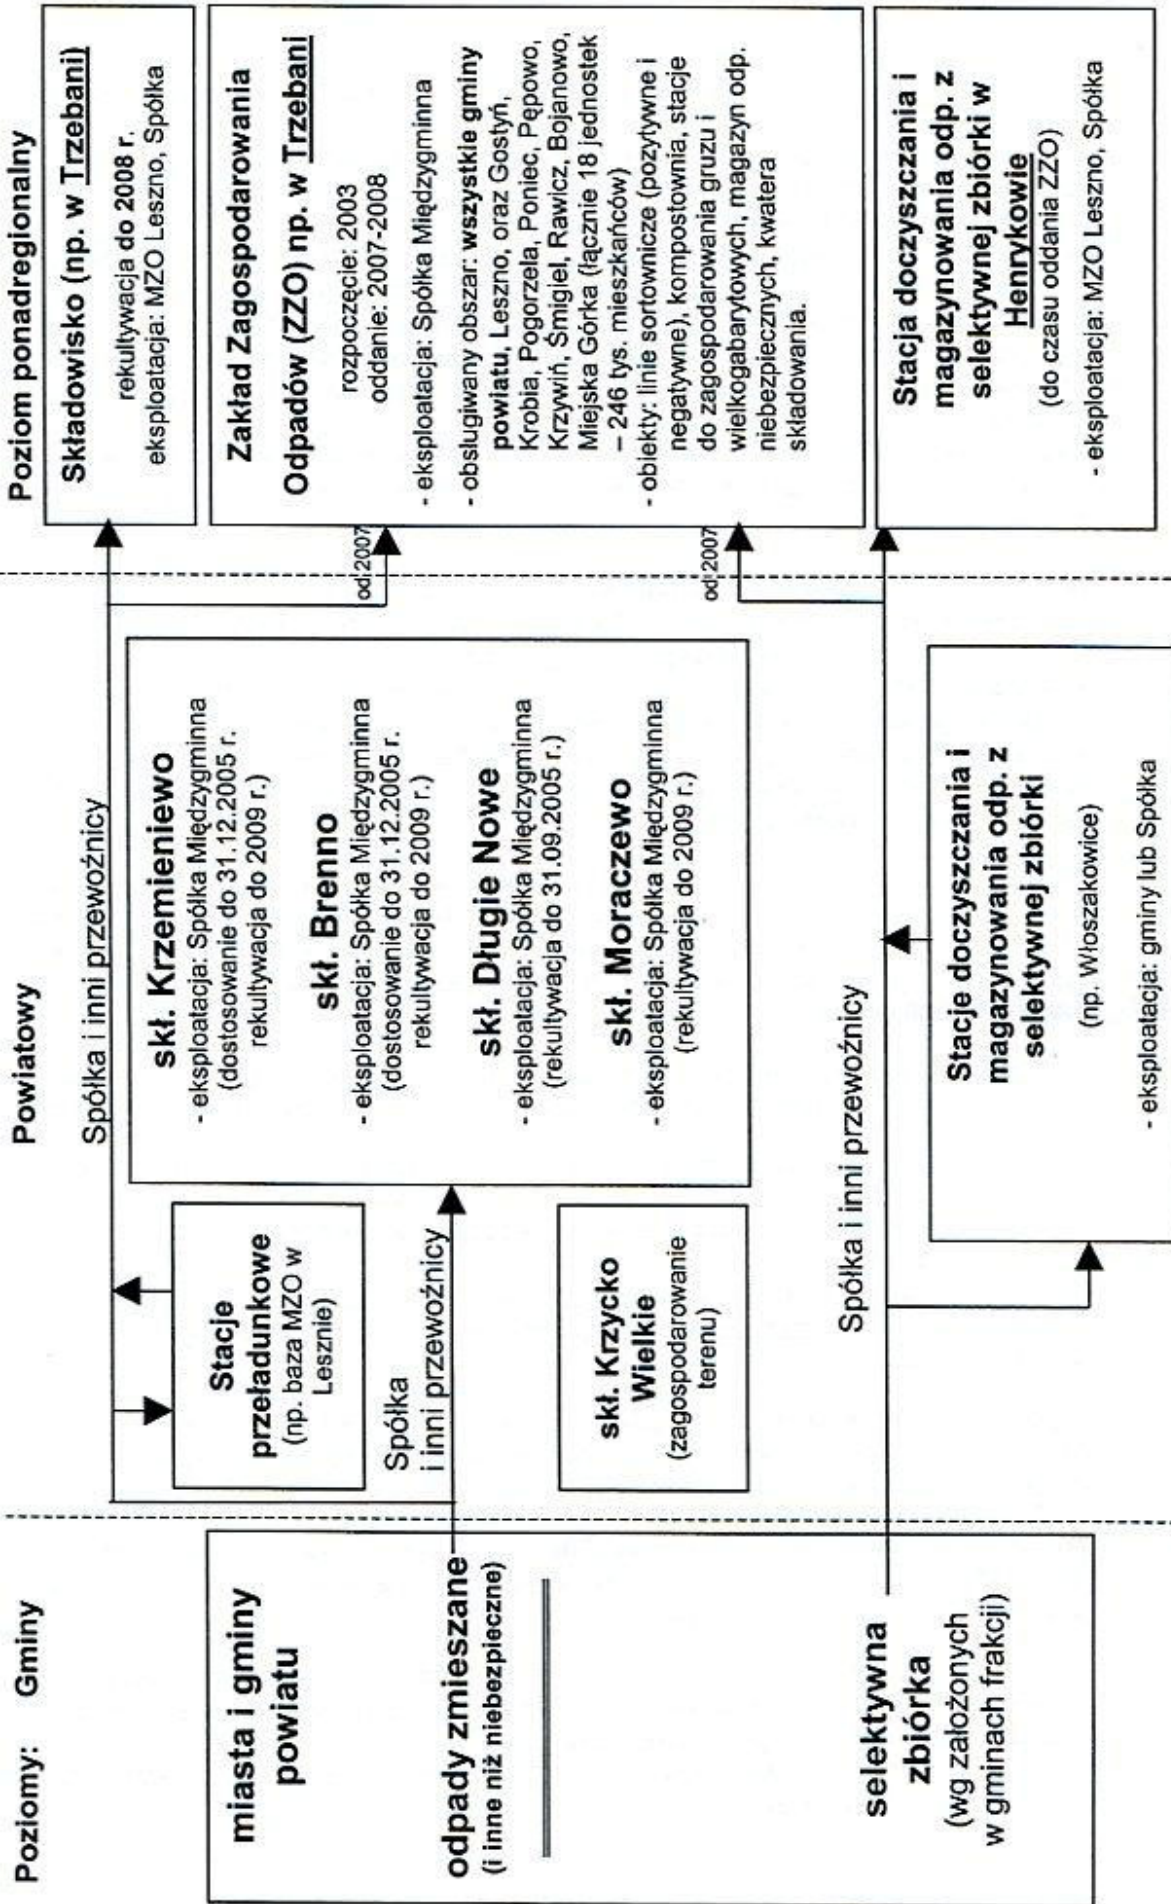 Poziomy: Gminy
Powiatowy
Poziom ponadregionalny
miasta i gminy
powiatu
odpady zmieszane
(i inne niż niebezpieczne)
selektywna
zbiórka
(wg założonych
w gminach frakcji)
Spółka i inni przewoźnicy
Stacje
przeładunkowe
(np. baza MZO w
Lesznie)
Spółka
i inni przewoźnicy
skł. Krzycko
Wielkie
(zagospodarowanie
terenu)
skł. Krzemieniewo
- eksploatacja: Spółka Międzygminna
(dostosowanie do 31.12.2005 r.
rekultywacja do 2009 r.)
skł. Brenno
- eksploatacja: Spółka Międzygminna
(dostosowanie do 31.12.2005 r.
rekultywacja do 2009 r.)
skł. Długie Nowe
- eksploatacja: Spółka Międzygminna
(rekultywacja do 31.09.2005 r.)
skł. Moraczewo
- eksploatacja: Spółka Międzygminna
(rekultywacja do 2009 r.)
Spółka i inni przewoźnicy
Stacje doczyszczania i
magazynowania odp. z
selektywnej zbiórki
(np. Włoszakowice)
- eksploatacja: gminy lub Spółka
od 2007
od 2007
Składowisko (np. w Trzebani)
rekultywacja do 2008 r.
eksploatacja: MZO Leszno, Spółka
Zakład Zagospodarowania
Odpadów (ZZO) np. w Trzebani
rozpoczęcie: 2003
oddanie: 2007-2008
- eksploatacja: Spółka Międzygminna
- obsługiwany obszar: wszystkie gminy
powiatu, Leszno, oraz Gostyń,
Krobia, Pogorzela, Poniec, Pępowo,
Krzywiń, Śmigiel, Rawicz, Bojanowo,
Miejska Górka (łącznie 18 jednostek
– 246 tys. mieszkańców)
- obiekty: linie sortownicze (pozytywne i
negatywne), kompostownia, stacje
do zagospodarowania gruzu i
wielkogabarytowych, magazyn odp.
niebezpiecznych, kwatera
składowania.
Stacja doczyszczania i
magazynowania odp. z
selektywnej zbiórki w
Henrykowie
(do czasu oddania ZZO)
- eksploatacja: MZO Leszno, Spółka